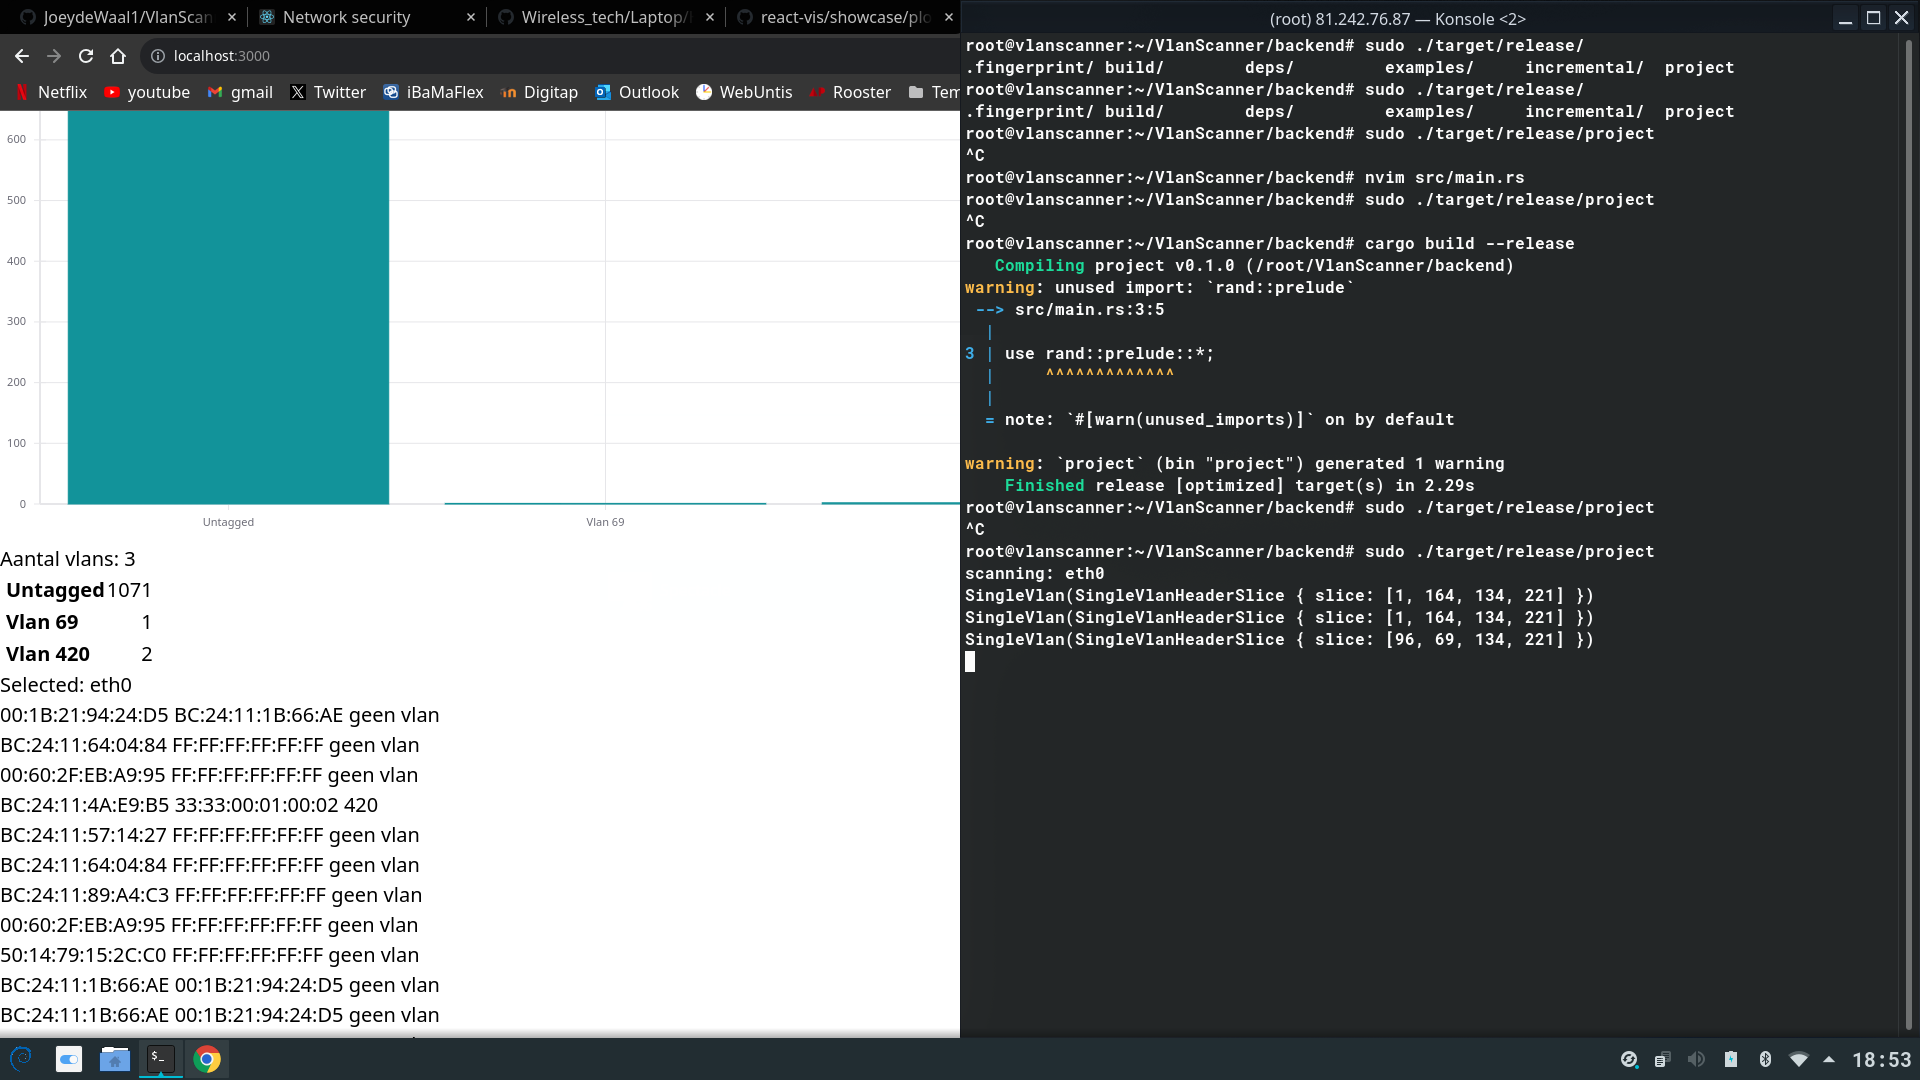 JoeydeWaal1/VlanScan
Network security
Wireless_tech/Laptop/
react-vis/showcase/plo
localhost:3000
Netflix youtube gmail Twitter iBaMaFlex Digitap Outlook WebUntis Rooster Tem
600
500
400
300
200
100
0
Untagged Vlan 69
Aantal vlans: 3
Untagged 1071
Vlan 69 1
Vlan 420 2
Selected: eth0
00:1B:21:94:24:D5 BC:24:11:1B:66:AE geen vlan
BC:24:11:64:04:84 FF:FF:FF:FF:FF:FF geen vlan
00:60:2F:EB:A9:95 FF:FF:FF:FF:FF:FF geen vlan
BC:24:11:4A:E9:B5 33:33:00:01:00:02 420
BC:24:11:57:14:27 FF:FF:FF:FF:FF:FF geen vlan
BC:24:11:64:04:84 FF:FF:FF:FF:FF:FF geen vlan
BC:24:11:89:A4:C3 FF:FF:FF:FF:FF:FF geen vlan
00:60:2F:EB:A9:95 FF:FF:FF:FF:FF:FF geen vlan
50:14:79:15:2C:C0 FF:FF:FF:FF:FF:FF geen vlan
BC:24:11:1B:66:AE 00:1B:21:94:24:D5 geen vlan
BC:24:11:1B:66:AE 00:1B:21:94:24:D5 geen vlan
(root) 81.242.76.87 — Konsole <2>
root@vlanscanner:~/VlanScanner/backend# sudo ./target/release/
.fingerprint/ build/ deps/ examples/ incremental/ project
root@vlanscanner:~/VlanScanner/backend# sudo ./target/release/
.fingerprint/ build/ deps/ examples/ incremental/ project
root@vlanscanner:~/VlanScanner/backend# sudo ./target/release/project
^C
root@vlanscanner:~/VlanScanner/backend# nvim src/main.rs
root@vlanscanner:~/VlanScanner/backend# sudo ./target/release/project
^C
root@vlanscanner:~/VlanScanner/backend# cargo build --release
Compiling project v0.1.0 (/root/VlanScanner/backend)
warning: unused import: `rand::prelude`
--> src/main.rs:3:5
|
3 | use rand::prelude::*;
| ^^^^^^^^^^^^^
|
= note: `#[warn(unused_imports)]` on by default
warning: `project` (bin "project") generated 1 warning
Finished release [optimized] target(s) in 2.29s
root@vlanscanner:~/VlanScanner/backend# sudo ./target/release/project
^C
root@vlanscanner:~/VlanScanner/backend# sudo ./target/release/project
scanning: eth0
SingleVlan(SingleVlanHeaderSlice { slice: [1, 164, 134, 221] })
SingleVlan(SingleVlanHeaderSlice { slice: [1, 164, 134, 221] })
SingleVlan(SingleVlanHeaderSlice { slice: [96, 69, 134, 221] })
18:53